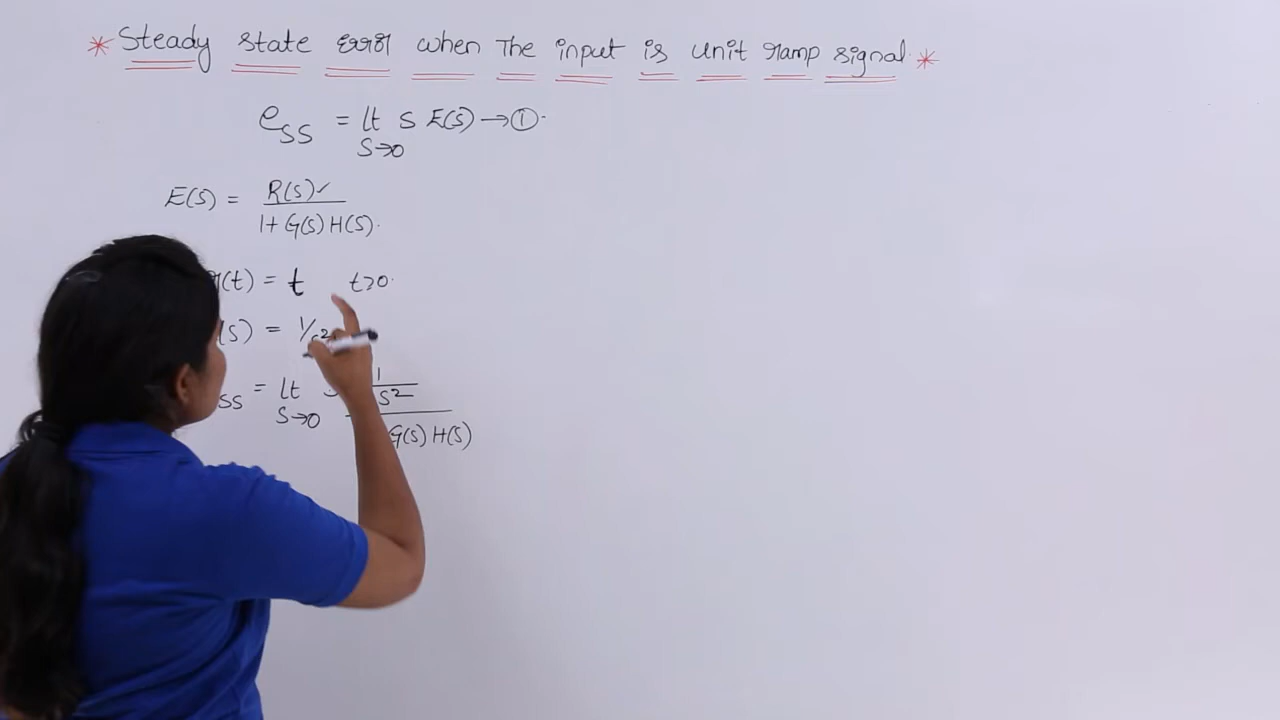 * Steady state error when The input is unit ramp signal *
e_ss = lt S→0 S E(S) → ①.
E(S) = R(S)✓ / 1 + G(S) H(S).
(t) = t t>0.
(S) = 1/s²
ss = lt S→0 1/S² / G(S) H(S)